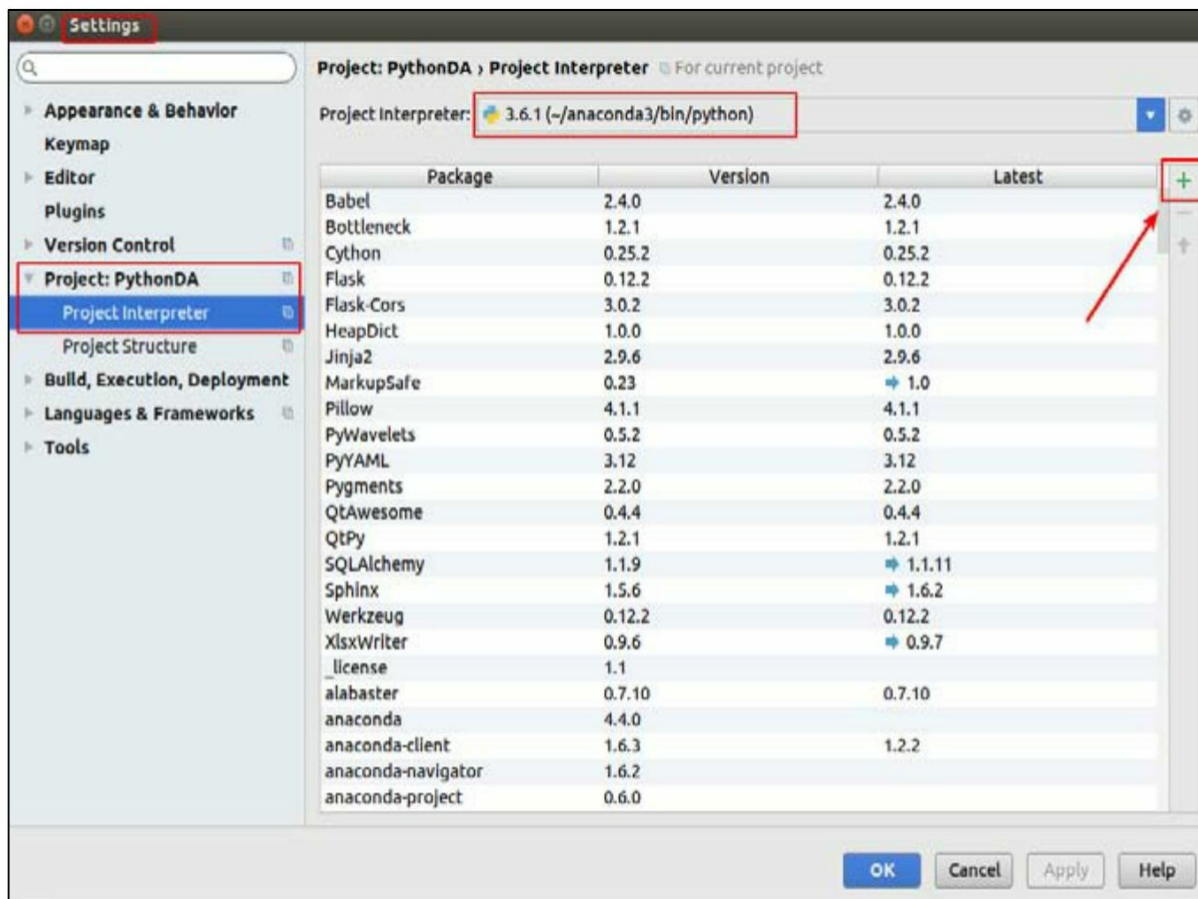 Settings
Project: PythonDA › Project Interpreter For current project
Appearance & Behavior
Keymap
Editor
Plugins
Version Control
Project: PythonDA
Project Interpreter
Project Structure
Build, Execution, Deployment
Languages & Frameworks
Tools
Project Interpreter: 3.6.1 (~/anaconda3/bin/python)
Package Version Latest
Babel 2.4.0 2.4.0
Bottleneck 1.2.1 1.2.1
Cython 0.25.2 0.25.2
Flask 0.12.2 0.12.2
Flask-Cors 3.0.2 3.0.2
HeapDict 1.0.0 1.0.0
Jinja2 2.9.6 2.9.6
MarkupSafe 0.23 1.0
Pillow 4.1.1 4.1.1
PyWavelets 0.5.2 0.5.2
PyYAML 3.12 3.12
Pygments 2.2.0 2.2.0
QtAwesome 0.4.4 0.4.4
QtPy 1.2.1 1.2.1
SQLAlchemy 1.1.9 1.1.11
Sphinx 1.5.6 1.6.2
Werkzeug 0.12.2 0.12.2
XlsxWriter 0.9.6 0.9.7
_license 1.1
alabaster 0.7.10 0.7.10
anaconda 4.4.0
anaconda-client 1.6.3 1.2.2
anaconda-navigator 1.6.2
anaconda-project 0.6.0
OK Cancel Apply Help